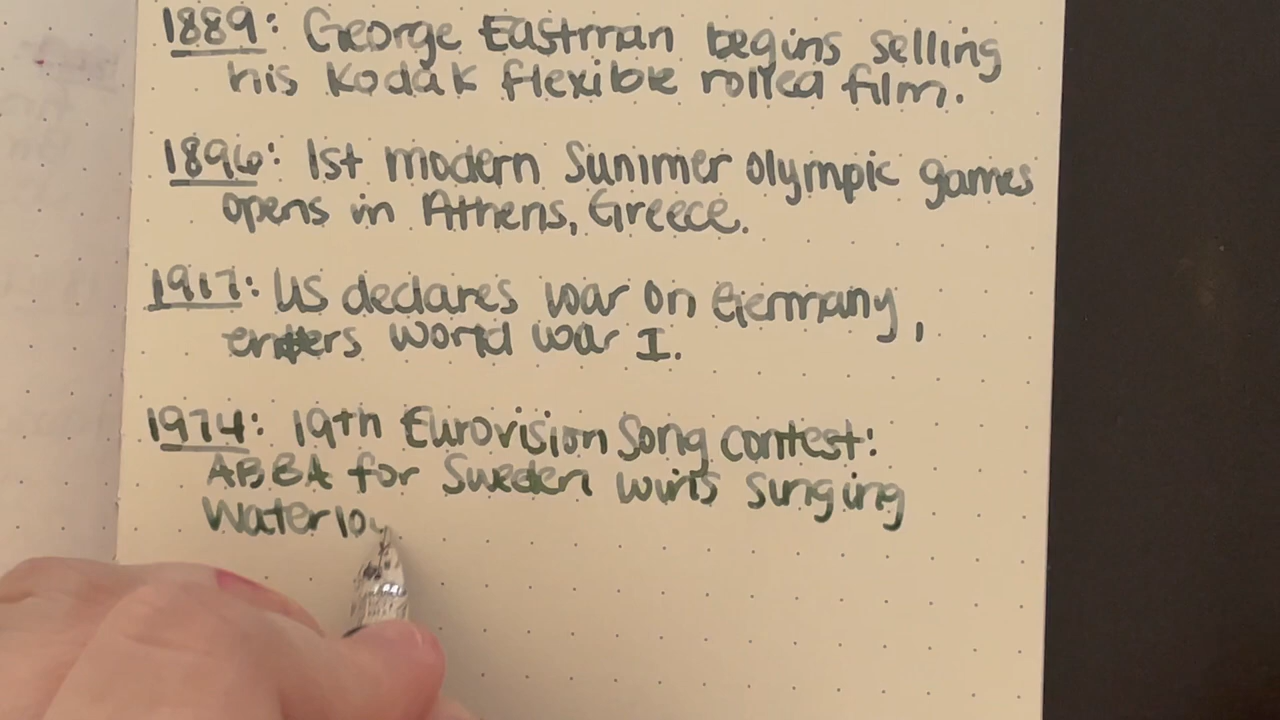 1889: George Eastman begins selling
his Kodak flexible rolled film.
1896: 1st modern Summer Olympic games
opens in Athens, Greece.
1917: US declares war on Germany,
enters World War I.
1974: 19th Eurovision Song Contest:
ABBA for Sweden wins singing
Waterlo